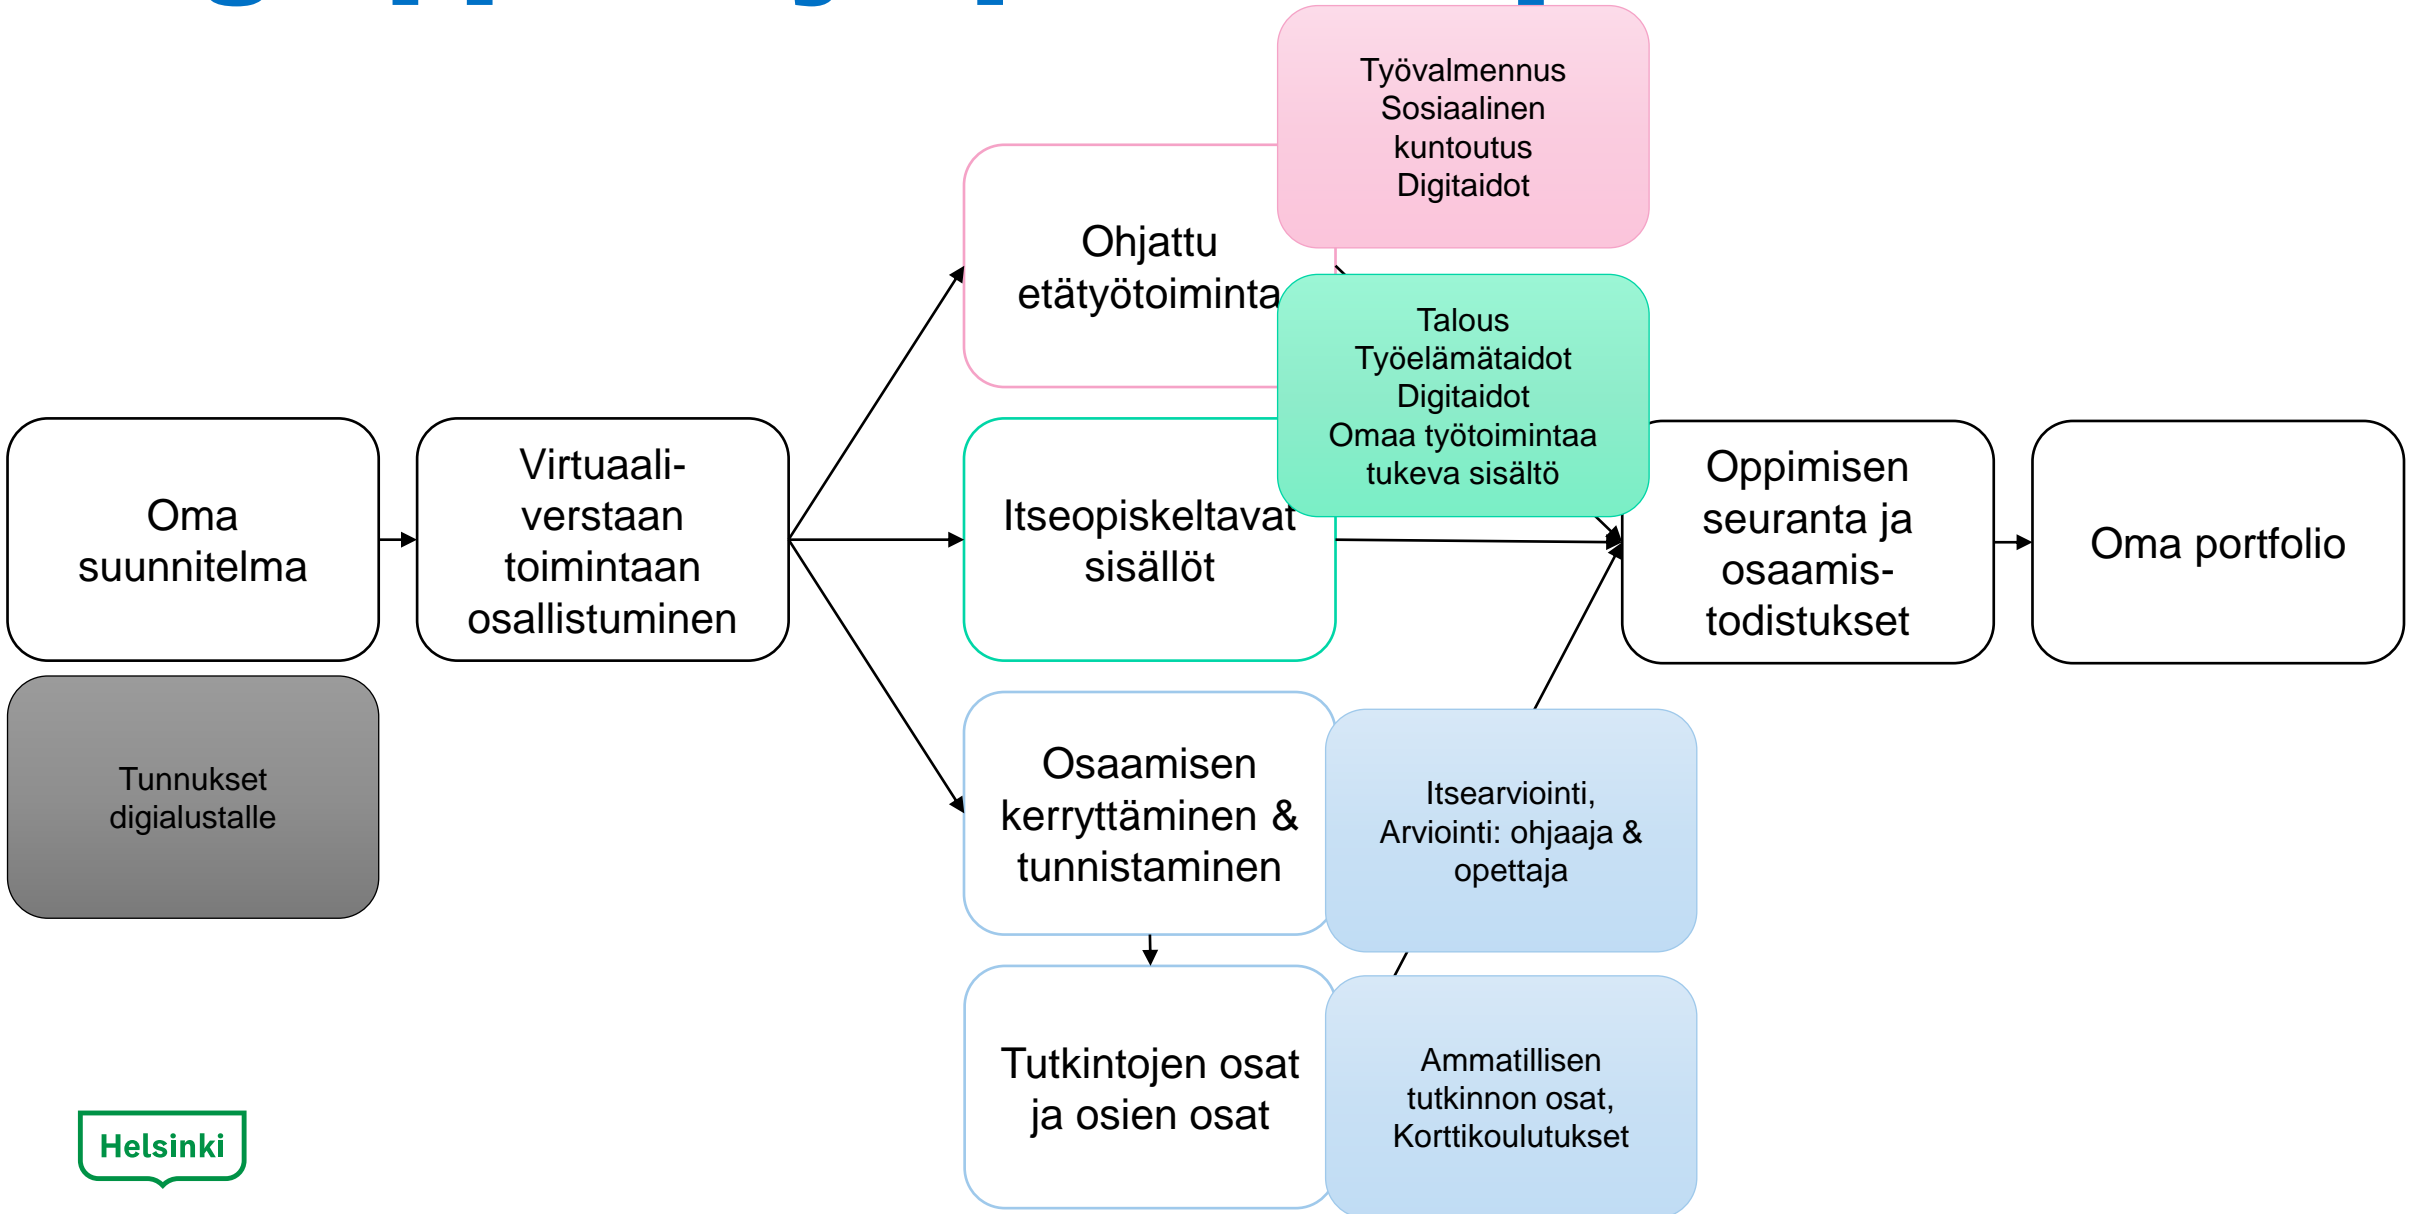 Työvalmennus
Sosiaalinen
kuntoutus
Digitaidot
Ohjattu
etätyötoiminta
Talous
Työelämätaidot
Digitaidot
Omaa työtoimintaa
tukeva sisältö
Oma
suunnitelma
Virtuaali-
verstaan
toimintaan
osallistuminen
Itseopiskeltavat
sisällöt
Oppimisen
seuranta ja
osaamis-
todistukset
Oma portfolio
Tunnukset
digialustalle
Osaamisen
kerryttäminen &
tunnistaminen
Itsearviointi,
Arviointi: ohjaaja &
opettaja
Tutkintojen osat
ja osien osat
Ammatillisen
tutkinnon osat,
Korttikoulutukset
Helsinki